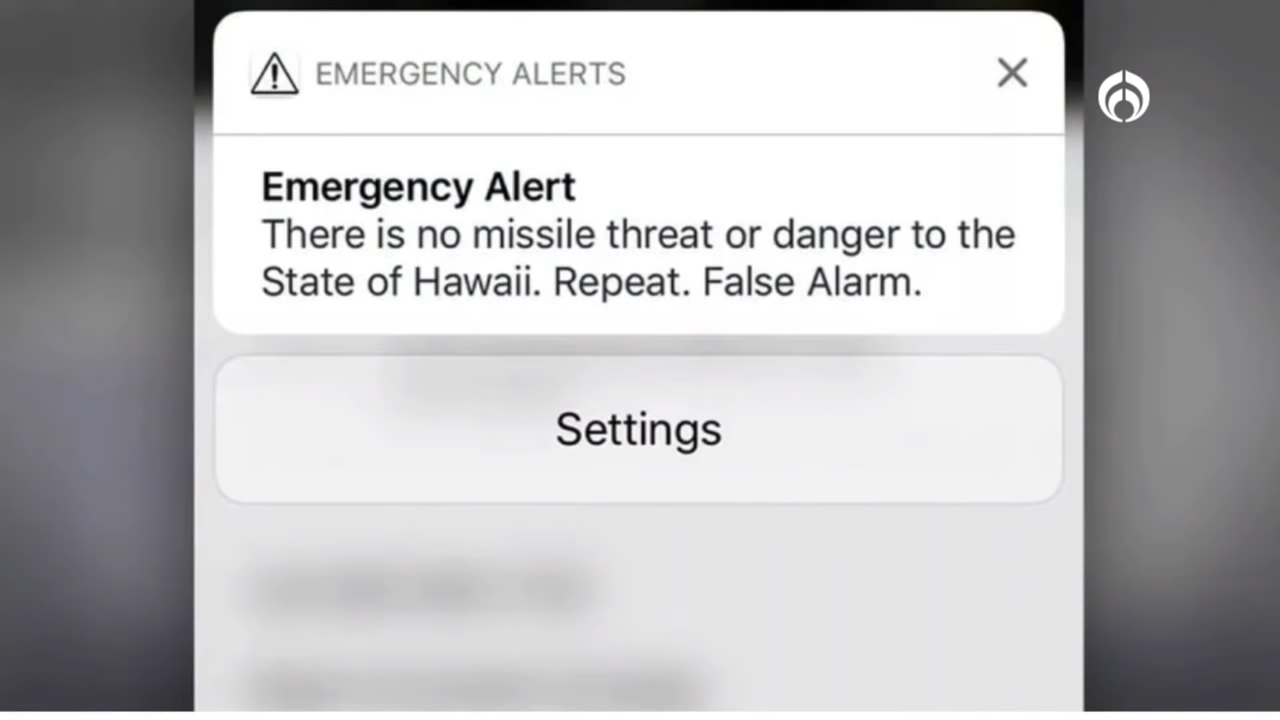 EMERGENCY ALERTS
Emergency Alert
There is no missile threat or danger to the
State of Hawaii. Repeat. False Alarm.
Settings